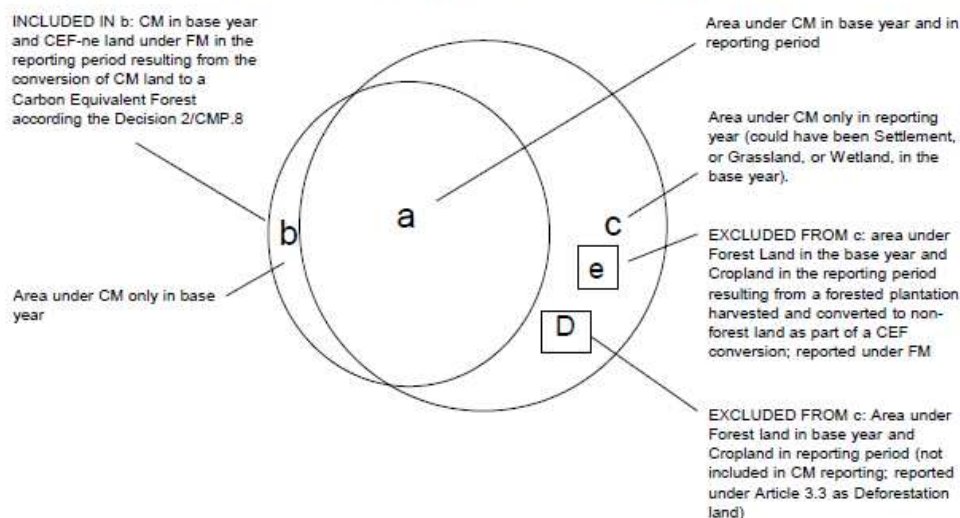 INCLUDED IN b: CM in base year
and CEF-ne land under FM in the
reporting period resulting from the
conversion of CM land to a
Carbon Equivalent Forest
according the Decision 2/CMP.8
Area under CM in base year and in
reporting period
Area under CM only in reporting
year (could have been Settlement,
or Grassland, or Wetland, in the
base year).
b
a
c
e
D
Area under CM only in base
year
EXCLUDED FROM c: area under
Forest Land in the base year and
Cropland in the reporting period
resulting from a forested plantation
harvested and converted to non-
forest land as part of a CEF
conversion; reported under FM
EXCLUDED FROM c: Area under
Forest land in base year and
Cropland in reporting period (not
included in CM reporting; reported
under Article 3.3 as Deforestation
land)